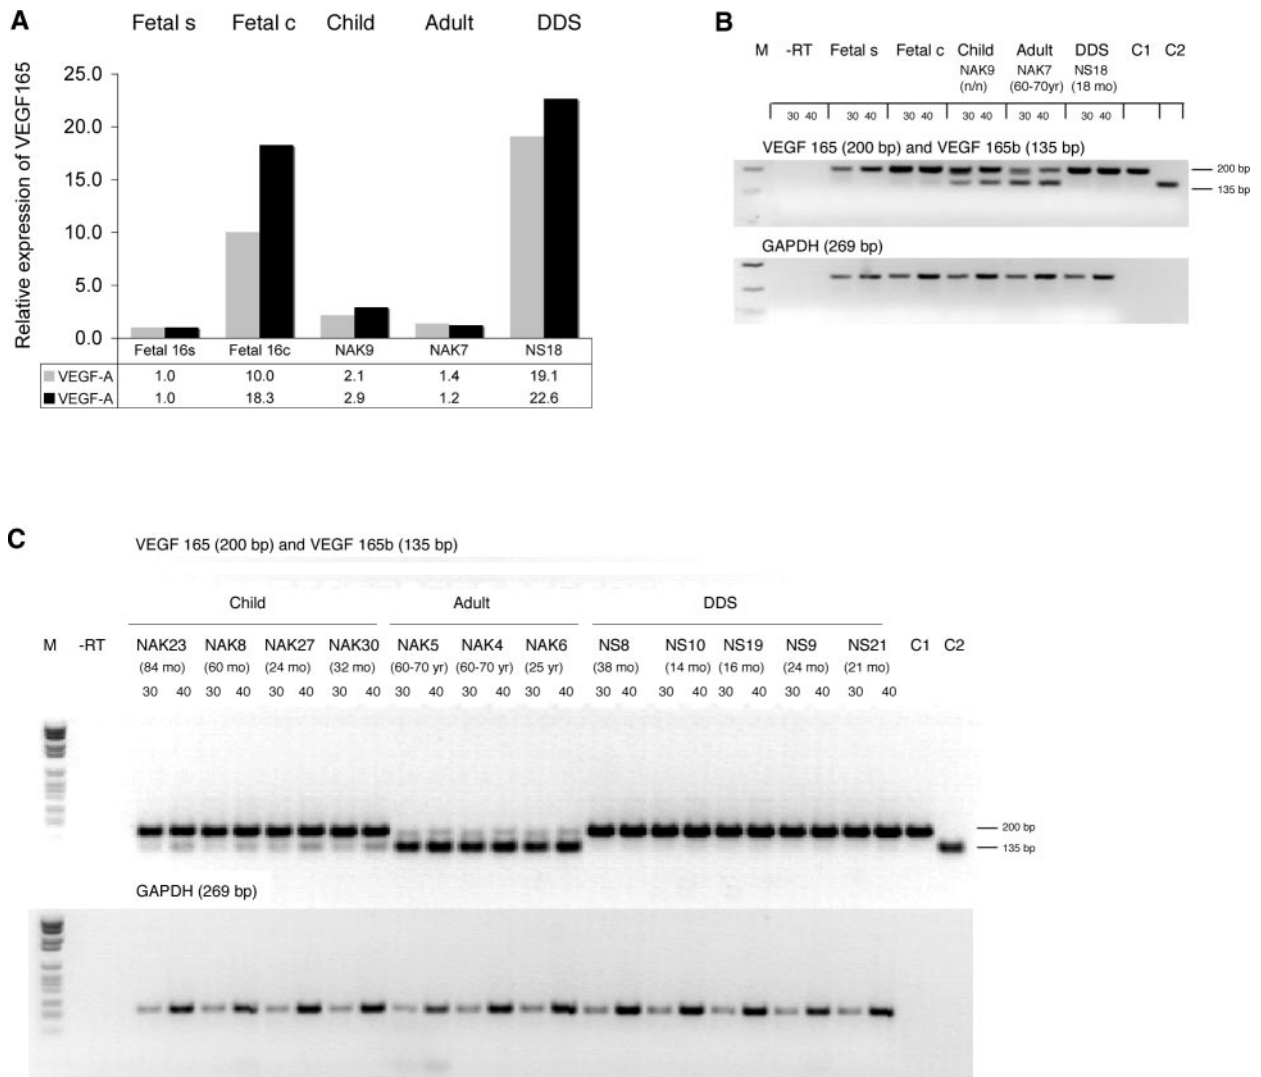 A
Fetal s Fetal c Child Adult DDS
Relative expression of VEGF165
25.0
20.0
15.0
10.0
5.0
0.0
Fetal 16s Fetal 16c NAK9 NAK7 NS18
VEGF-A 1.0 10.0 2.1 1.4 19.1
VEGF-A 1.0 18.3 2.9 1.2 22.6
B
M -RT Fetal s Fetal c Child Adult DDS C1 C2
NAK9 NAK7 NS18
(n/n) (60-70yr) (18 mo)
30 40 30 40 30 40 30 40 30 40 30 40
VEGF 165 (200 bp) and VEGF 165b (135 bp)
200 bp
135 bp
GAPDH (269 bp)
C
VEGF 165 (200 bp) and VEGF 165b (135 bp)
Child Adult DDS
M -RT NAK23 NAK8 NAK27 NAK30 NAK5 NAK4 NAK6 NS8 NS10 NS19 NS9 NS21 C1 C2
(84 mo) (60 mo) (24 mo) (32 mo) (60-70 yr) (60-70 yr) (25 yr) (38 mo) (14 mo) (16 mo) (24 mo) (21 mo)
30 40 30 40 30 40 30 40 30 40 30 40 30 40 30 40 30 40 30 40 30 40 30 40
200 bp
135 bp
GAPDH (269 bp)